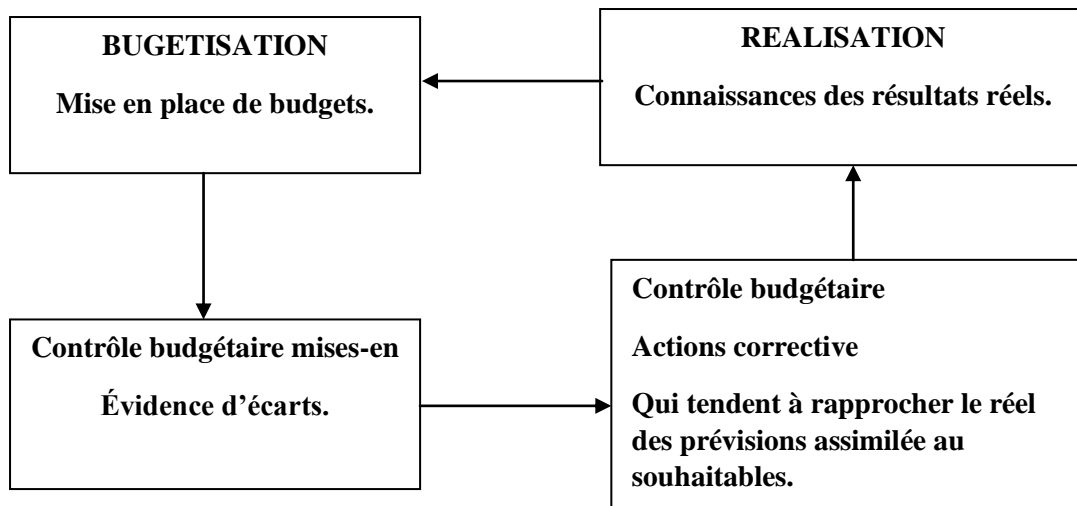 BUGETISATION
Mise en place de budgets.
REALISATION
Connaissances des résultats réels.
Contrôle budgétaire mises-en
Évidence d’écarts.
Contrôle budgétaire
Actions corrective
Qui tendent à rapprocher le réel
des prévisions assimilée au
souhaitables.